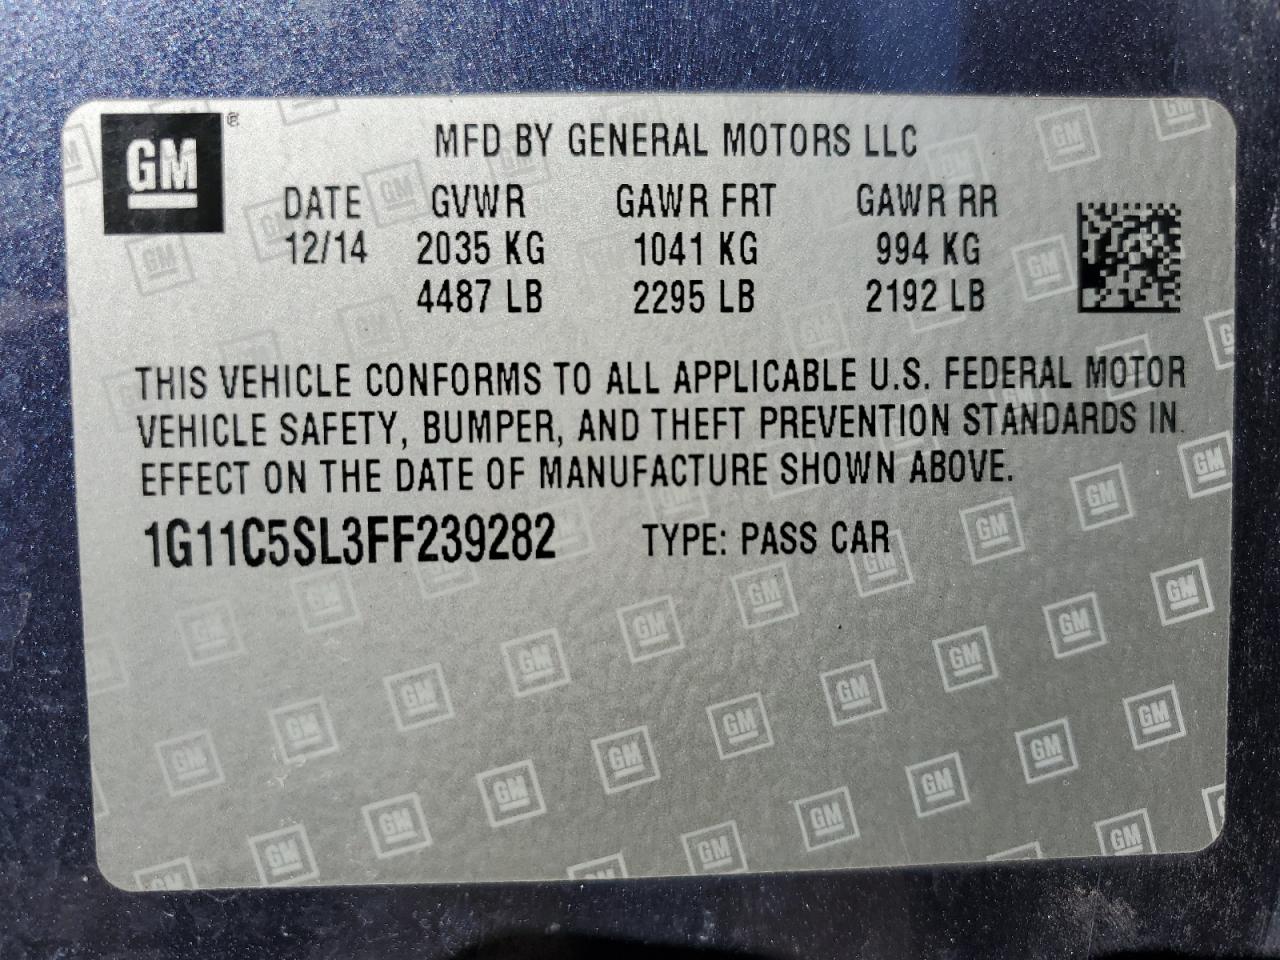 GM ®
MFD BY GENERAL MOTORS LLC
DATE GVWR GAWR FRT GAWR RR
12/14 2035 KG 1041 KG 994 KG
4487 LB 2295 LB 2192 LB
THIS VEHICLE CONFORMS TO ALL APPLICABLE U.S. FEDERAL MOTOR
VEHICLE SAFETY, BUMPER, AND THEFT PREVENTION STANDARDS IN
EFFECT ON THE DATE OF MANUFACTURE SHOWN ABOVE.
1G11C5SL3FF239282 TYPE: PASS CAR